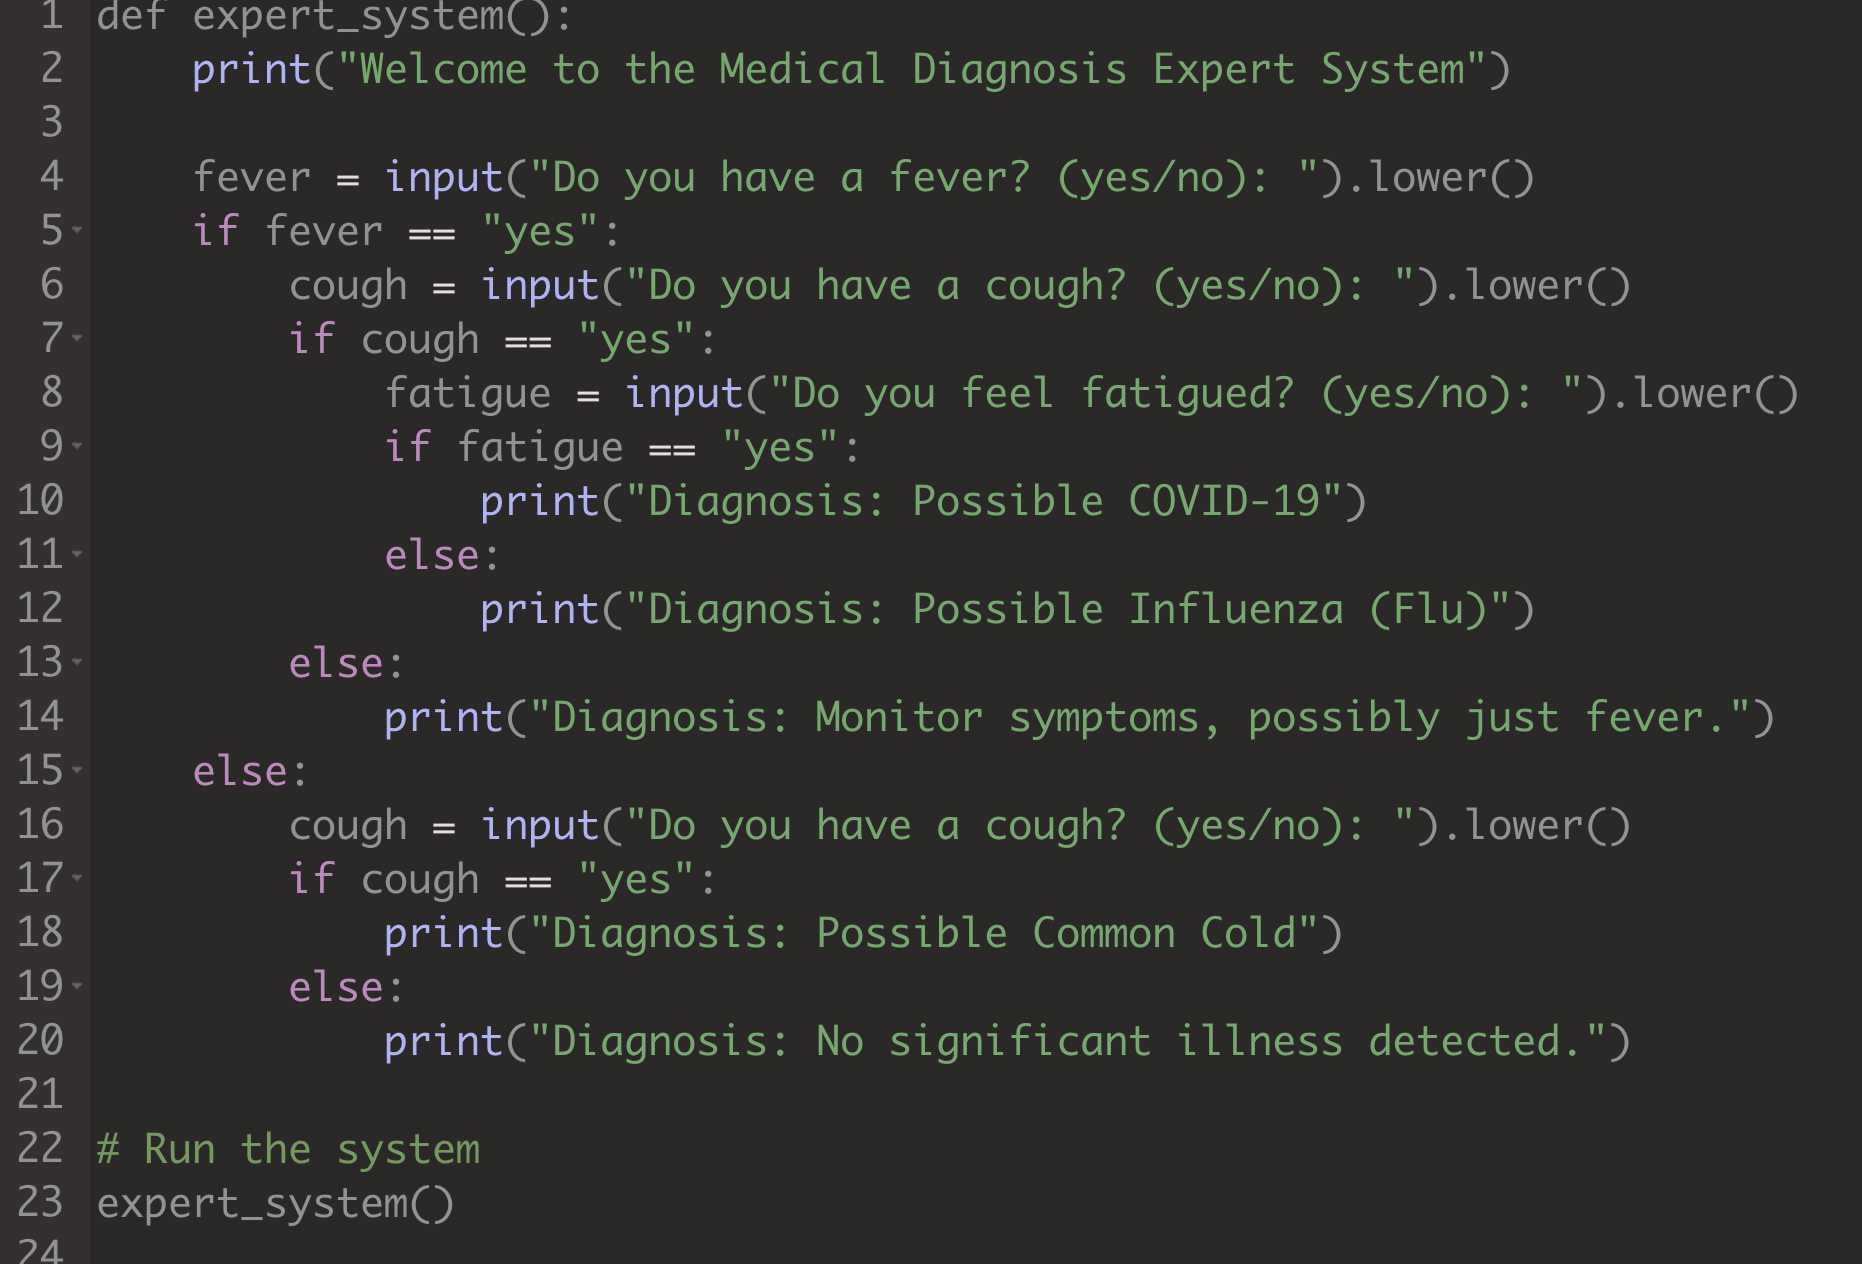 1 def expert_system():
2     print("Welcome to the Medical Diagnosis Expert System")
3
4     fever = input("Do you have a fever? (yes/no): ").lower()
5     if fever == "yes":
6         cough = input("Do you have a cough? (yes/no): ").lower()
7         if cough == "yes":
8             fatigue = input("Do you feel fatigued? (yes/no): ").lower()
9             if fatigue == "yes":
10                 print("Diagnosis: Possible COVID-19")
11             else:
12                 print("Diagnosis: Possible Influenza (Flu)")
13         else:
14             print("Diagnosis: Monitor symptoms, possibly just fever.")
15     else:
16         cough = input("Do you have a cough? (yes/no): ").lower()
17         if cough == "yes":
18             print("Diagnosis: Possible Common Cold")
19         else:
20             print("Diagnosis: No significant illness detected.")
21
22 # Run the system
23 expert_system()
24